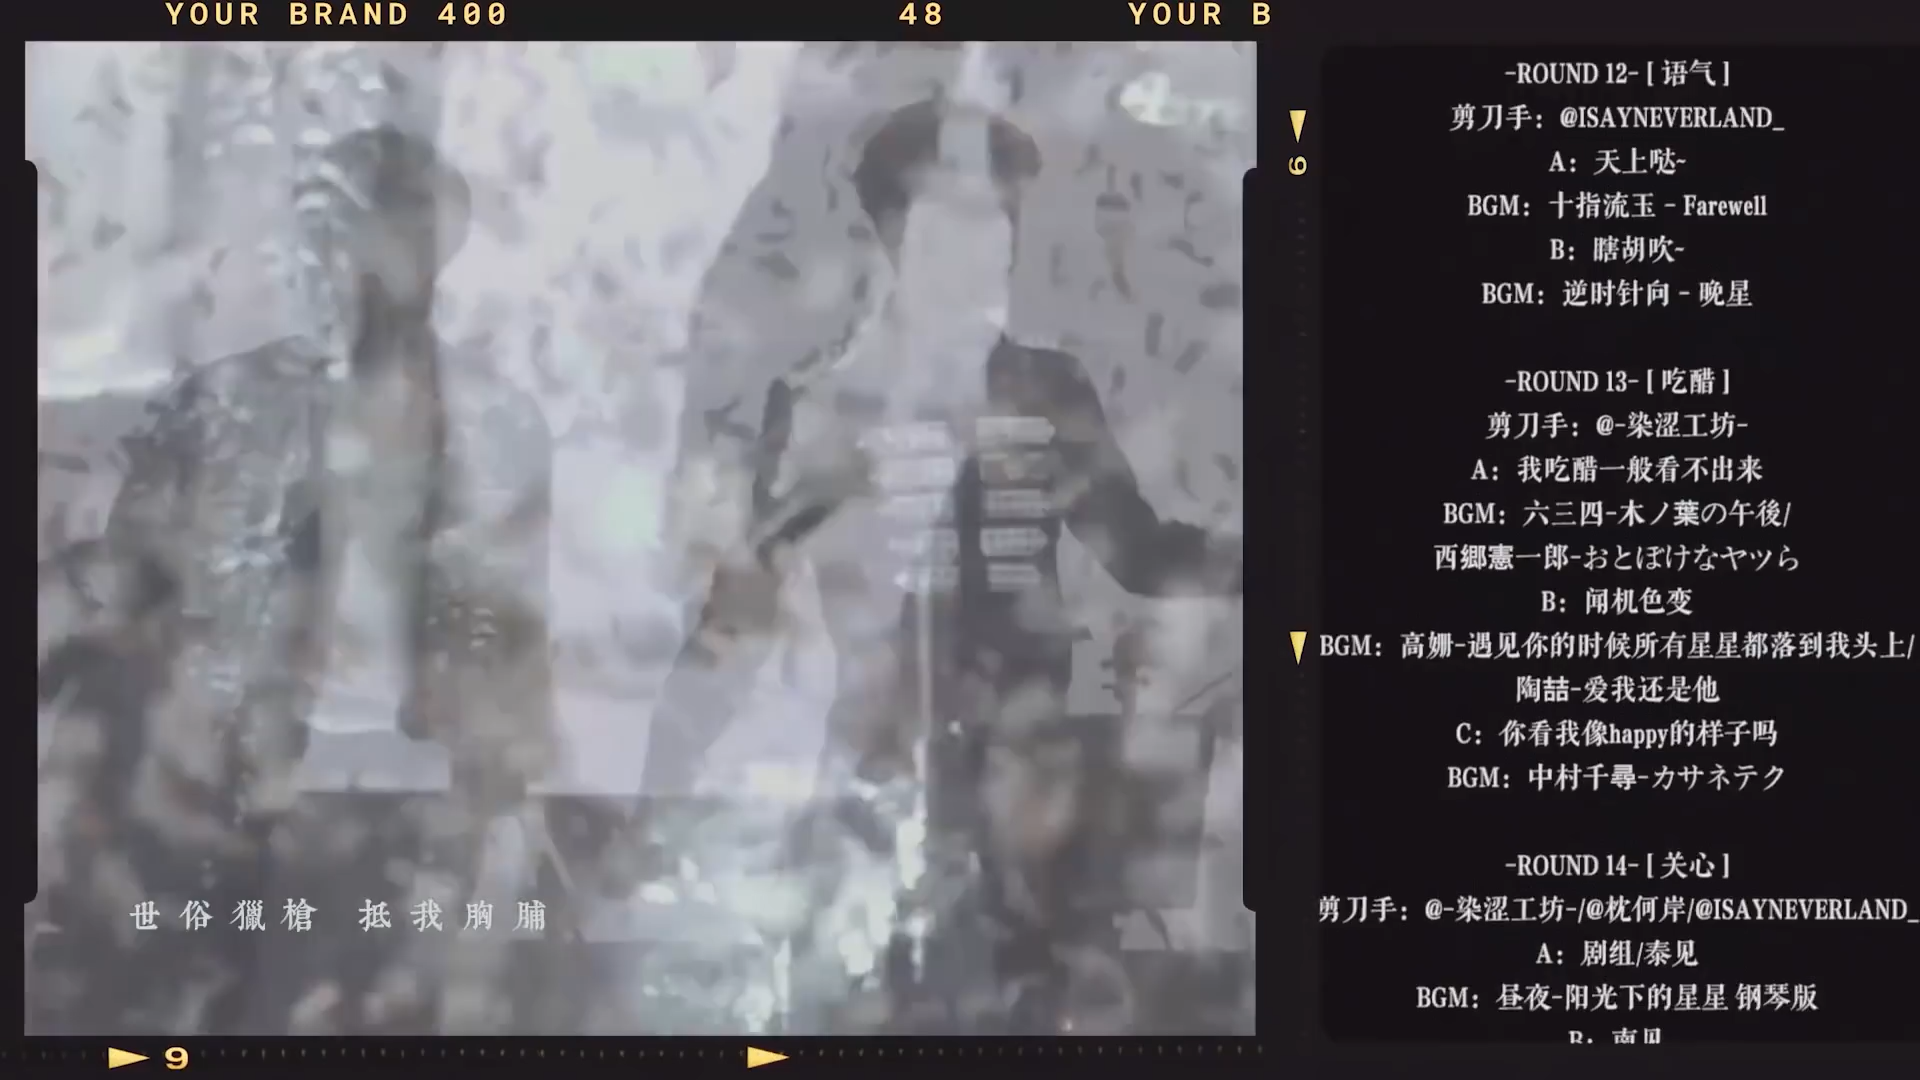 YOUR BRAND 400
48
YOUR B
6
-ROUND 12- [ 语气 ]
剪刀手：@ISAYNEVERLAND_
A：天上哒~
BGM：十指流玉 - Farewell
B：瞎胡吹~
BGM：逆时针向 - 晚星
-ROUND 13- [ 吃醋 ]
剪刀手：@-染涩工坊-
A：我吃醋一般看不出来
BGM：六三四-木ノ葉の午後/
西郷憲一郎-おとぼけなヤツら
B：闻机色变
BGM：高姗-遇见你的时候所有星星都落到我头上/
陶喆-爱我还是他
C：你看我像happy的样子吗
BGM：中村千尋-カサネテク
-ROUND 14- [ 关心 ]
剪刀手：@-染涩工坊-/@枕何岸/@ISAYNEVERLAND_
A：剧组/泰见
BGM：昼夜-阳光下的星星 钢琴版
世俗獵槍 抵我胸脯
9